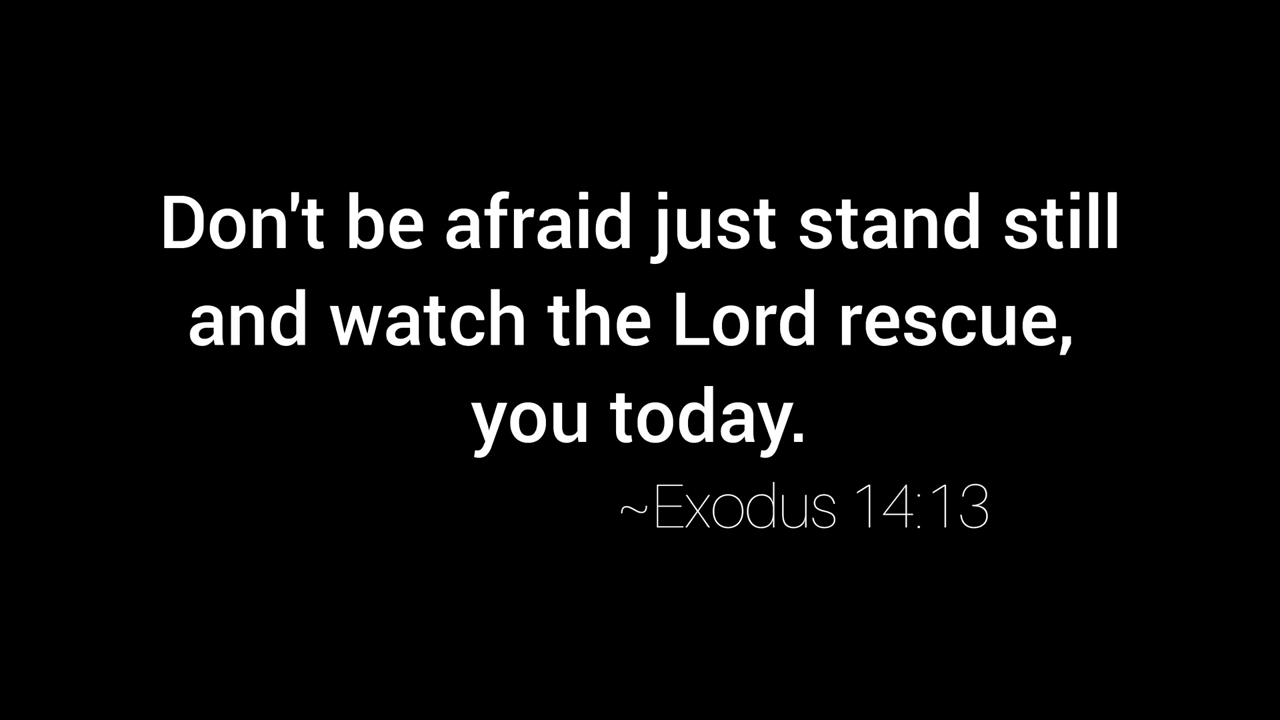 Don't be afraid just stand still
and watch the Lord rescue,
you today.
~Exodus 14:13